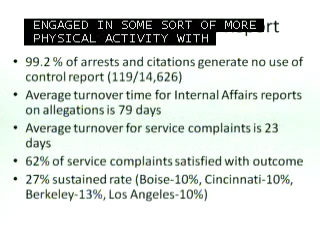 ENGAGED IN SOME SORT OF MORE
PHYSICAL ACTIVITY WITH
• 99.2 % of arrests and citations generate no use of
control report (119/14,626)
• Average turnover time for Internal Affairs reports
on allegations is 79 days
• Average turnover for service complaints is 23
days
• 62% of service complaints satisfied with outcome
• 27% sustained rate (Boise-10%, Cincinnati-10%,
Berkeley-13%, Los Angeles-10%)